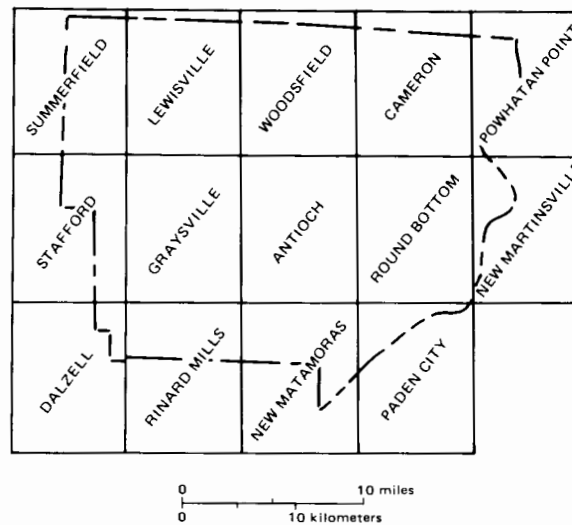 SUMMERFIELD
LEWISVILLE
WOODSFIELD
CAMERON
POWHATAN POINT
STAFFORD
GRAYSVILLE
ANTIOCH
ROUND BOTTOM
NEW MARTINSVILLE
DALZELL
RINARD MILLS
NEW MATAMORAS
PADEN CITY
0 10 miles
0 10 kilometers